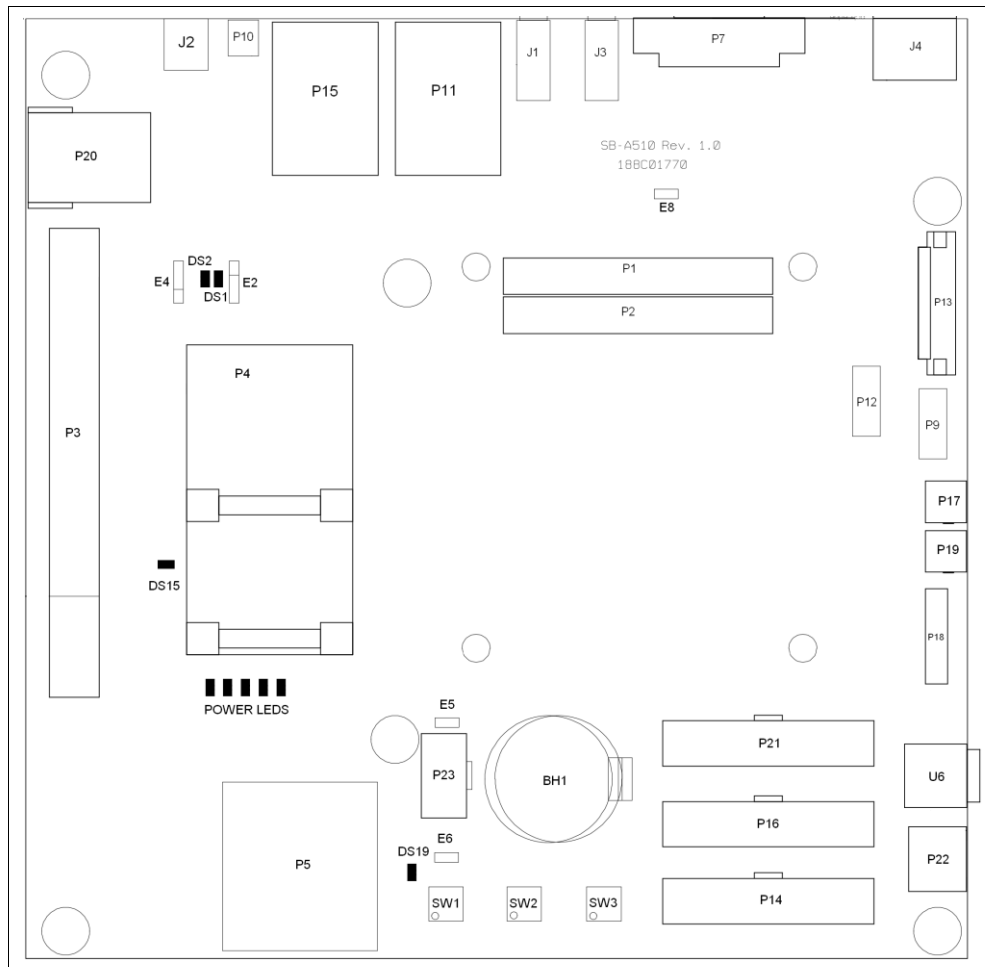 J2
P10
P15
P11
J1
J3
P7
J4
P20
SB-A510 Rev. 1.0
188C01770
E8
DS2
E4
E2
DS1
P1
P2
P13
P4
P12
P9
P3
P17
P19
DS15
P18
POWER LEDS
E5
P21
P23
BH1
U6
P16
E6
DS19
P5
P22
SW1
SW2
SW3
P14